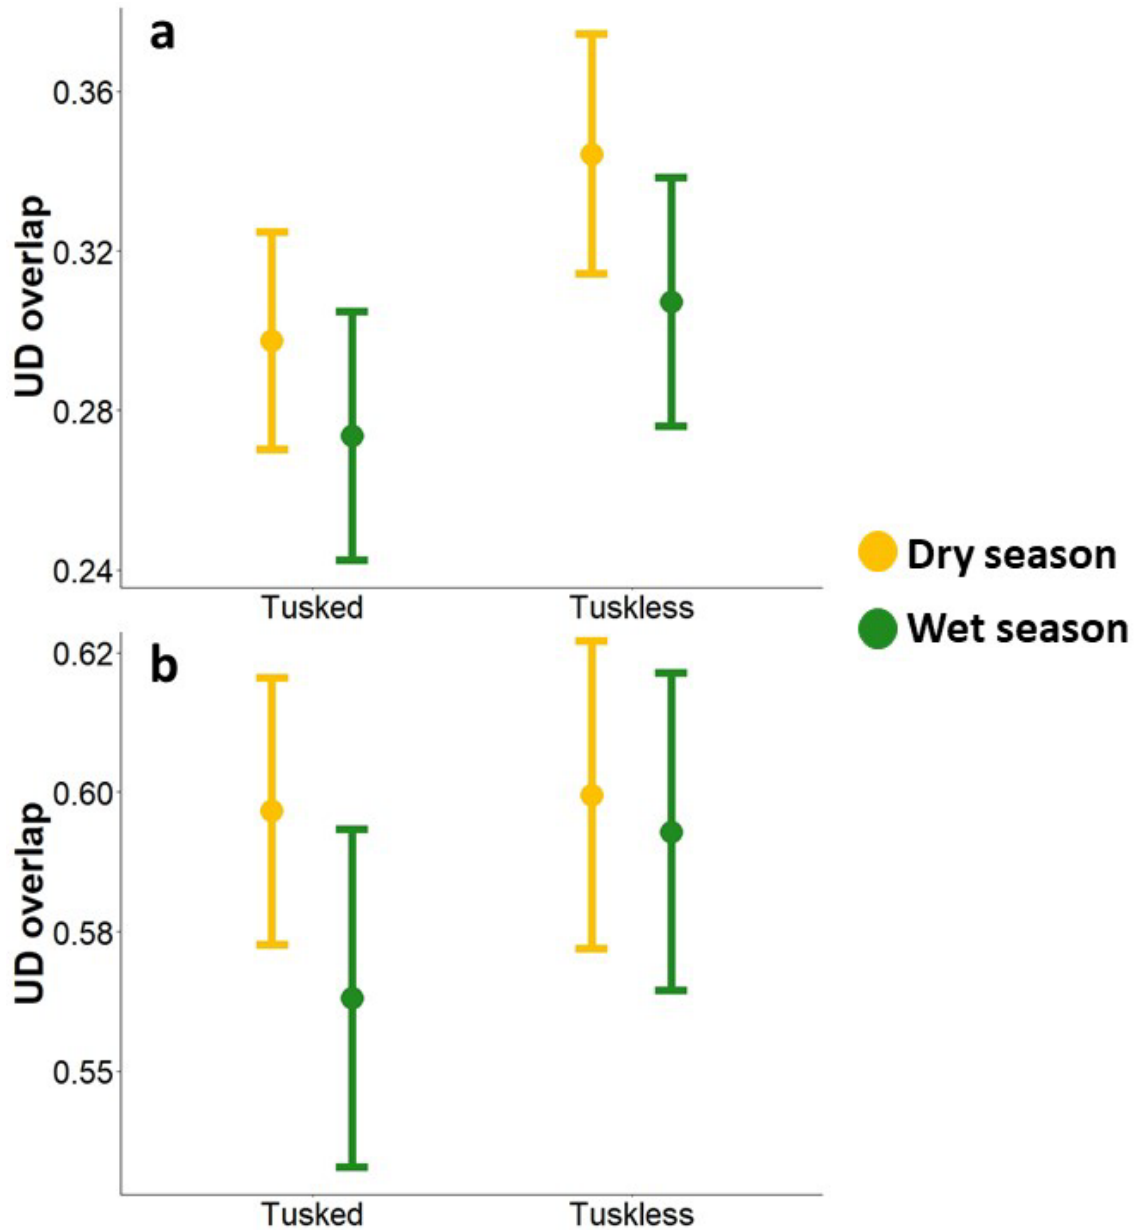 a
0.36
0.32
0.28
0.24
UD overlap
Tusked Tuskless
Dry season
Wet season
b
0.62
0.60
0.58
0.55
UD overlap
Tusked Tuskless